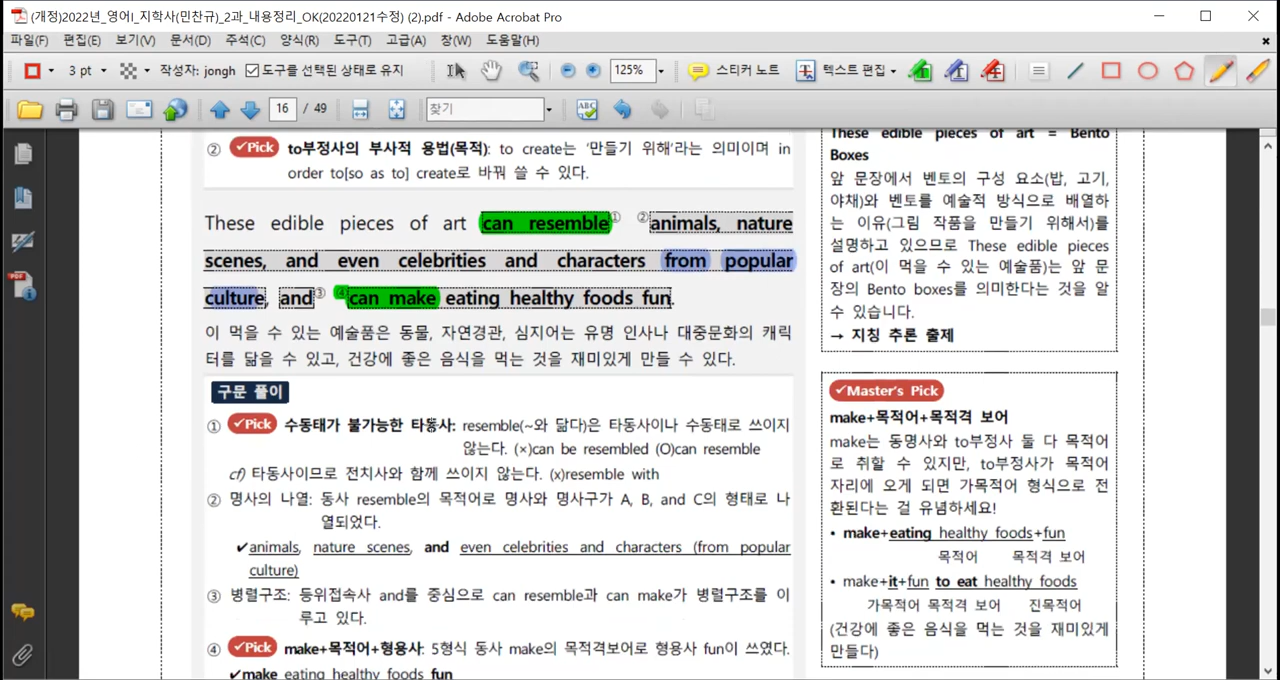 (개정)2022년_영어I_지학사(민찬규)_2과_내용정리_OK(20220121수정) (2).pdf - Adobe Acrobat Pro
파일(F) 편집(E) 보기(V) 문서(D) 주석(C) 양식(R) 도구(T) 고급(A) 창(W) 도움말(H)
3 pt 작성자: jongh 도구를 선택된 상태로 유지 125% 스티커 노트 텍스트 편집
16 / 49 찾기
② ✓Pick to부정사의 부사적 용법(목적): to create는 '만들기 위해'라는 의미이며 in
order to[so as to] create로 바꿔 쓸 수 있다.
These edible pieces of art can resemble① ②animals, nature
scenes, and even celebrities and characters from popular
culture, and③ ④can make eating healthy foods fun.
이 먹을 수 있는 예술품은 동물, 자연경관, 심지어는 유명 인사나 대중문화의 캐릭
터를 닮을 수 있고, 건강에 좋은 음식을 먹는 것을 재미있게 만들 수 있다.
구문 풀이
① ✓Pick 수동태가 불가능한 타동사: resemble(~와 닮다)은 타동사이나 수동태로 쓰이지
않는다. (×)can be resembled (O)can resemble
cf) 타동사이므로 전치사와 함께 쓰이지 않는다. (x)resemble with
② 명사의 나열: 동사 resemble의 목적어로 명사와 명사구가 A, B, and C의 형태로 나
열되었다.
✔animals, nature scenes, and even celebrities and characters (from popular
culture)
③ 병렬구조: 등위접속사 and를 중심으로 can resemble과 can make가 병렬구조를 이
루고 있다.
④ ✓Pick make+목적어+형용사: 5형식 동사 make의 목적격보어로 형용사 fun이 쓰였다.
✔make eating healthy foods fun
These edible pieces of art = Bento
Boxes
앞 문장에서 벤토의 구성 요소(밥, 고기,
야채)와 벤토를 예술적 방식으로 배열하
는 이유(그림 작품을 만들기 위해서)를
설명하고 있으므로 These edible pieces
of art(이 먹을 수 있는 예술품)는 앞 문
장의 Bento boxes를 의미한다는 것을 알
수 있습니다.
→ 지칭 추론 출제
✓Master's Pick
make+목적어+목적격 보어
make는 동명사와 to부정사 둘 다 목적어
로 취할 수 있지만, to부정사가 목적어
자리에 오게 되면 가목적어 형식으로 전
환된다는 걸 유념하세요!
• make+eating healthy foods+fun
목적어 목적격 보어
• make+it+fun to eat healthy foods
가목적어 목적격 보어 진목적어
(건강에 좋은 음식을 먹는 것을 재미있게
만들다)